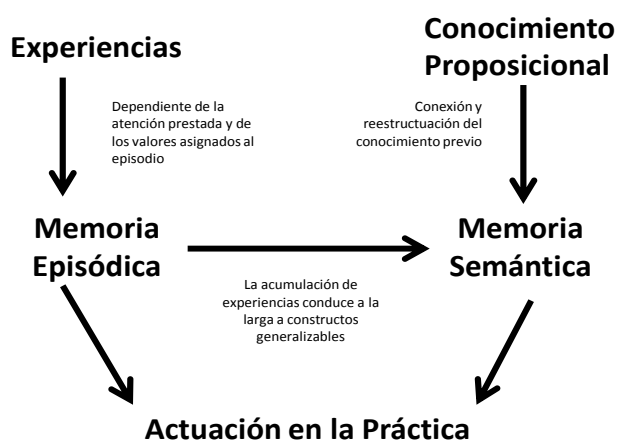 Experiencias
Conocimiento
Proposicional
Dependiente de la
atención prestada y de
los valores asignados al
episodio
Conexión y
reestructuación del
conocimiento previo
Memoria
Episódica
Memoria
Semántica
La acumulación de
experiencias conduce a la
larga a constructos
generalizables
Actuación en la Práctica